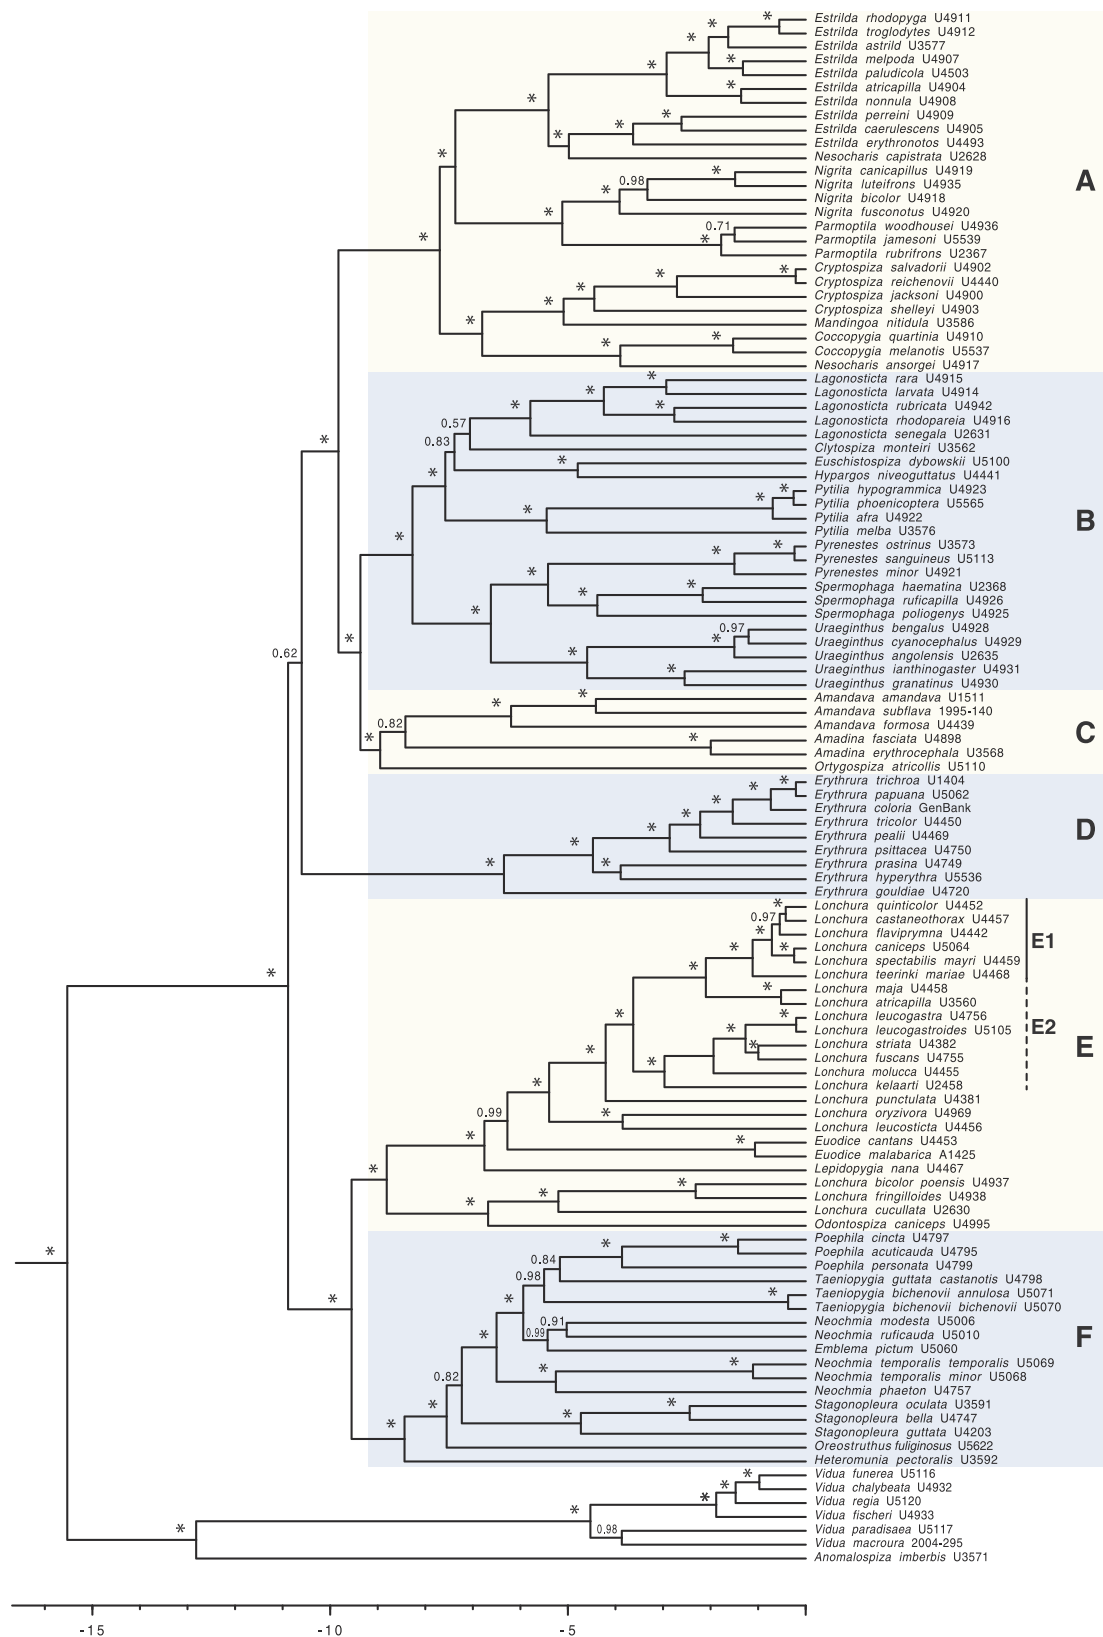 Estrilda rhodopyga U4911
Estrilda troglodytes U4912
Estrilda astrild U3577
Estrilda melpoda U4907
Estrilda paludicola U4503
Estrilda atricapilla U4904
Estrilda nonnula U4908
Estrilda perreini U4909
Estrilda caerulescens U4905
Estrilda erythronotos U4493
Nesocharis capistrata U2628
Nigrita canicapillus U4919
A
0.98
Nigrita luteifrons U4935
Nigrita bicolor U4918
Nigrita fusconotus U4920
0.71
Parmoptila woodhousei U4936
Parmoptila jamesoni U5539
Parmoptila rubrifrons U2367
Cryptospiza salvadorii U4902
Cryptospiza reichenovii U4440
Cryptospiza jacksoni U4900
Cryptospiza shelleyi U4903
Mandingoa nitidula U3586
Coccopygia quartinia U4910
Coccopygia melanotis U5537
Nesocharis ansorgei U4917
Lagonosticta rara U4915
Lagonosticta larvata U4914
Lagonosticta rubricata U4942
0.57
Lagonosticta rhodopareia U4916
Lagonosticta senegala U2631
0.83
Clytospiza monteiri U3562
Euschistospiza dybowskii U5100
Hypargos niveoguttatus U4441
Pytilia hypogrammica U4923
Pytilia phoenicoptera U5565
Pytilia afra U4922
B
Pytilia melba U3576
Pyrenestes ostrinus U3573
Pyrenestes sanguineus U5113
Pyrenestes minor U4921
Spermophaga haematina U2368
Spermophaga ruficapilla U4926
Spermophaga poliogenys U4925
0.97
Uraeginthus bengalus U4928
Uraeginthus cyanocephalus U4929
0.62
Uraeginthus angolensis U2635
Uraeginthus ianthinogaster U4931
Uraeginthus granatinus U4930
Amandava amandava U1511
Amandava subflava 1995-140
0.82
Amandava formosa U4439
C
Amadina fasciata U4898
Amadina erythrocephala U3568
Ortygospiza atricollis U5110
Erythrura trichroa U1404
Erythrura papuana U5062
Erythrura coloria GenBank
Erythrura tricolor U4450
D
Erythrura pealii U4469
Erythrura psittacea U4750
Erythrura prasina U4749
Erythrura hyperythra U5536
Erythrura gouldiae U4720
Lonchura quinticolor U4452
0.97
Lonchura castaneothorax U4457
Lonchura flaviprymna U4442
E1
Lonchura caniceps U5064
Lonchura spectabilis mayri U4459
Lonchura teerinki mariae U4468
Lonchura maja U4458
Lonchura atricapilla U3560
Lonchura leucogastra U4756
E2
Lonchura leucogastroides U5105
Lonchura striata U4382
E
Lonchura fuscans U4755
Lonchura molucca U4455
Lonchura kelaarti U2458
Lonchura punctulata U4381
0.99
Lonchura oryzivora U4969
Lonchura leucosticta U4456
Euodice cantans U4453
Euodice malabarica A1425
Lepidopygia nana U4467
Lonchura bicolor poensis U4937
Lonchura fringilloides U4938
Lonchura cucullata U2630
Odontospiza caniceps U4995
Poephila cincta U4797
Poephila acuticauda U4795
0.84
Poephila personata U4799
0.98
Taeniopygia guttata castanotis U4798
Taeniopygia bichenovii annulosa U5071
Taeniopygia bichenovii bichenovii U5070
0.91
Neochmia modesta U5006
0.99
Neochmia ruficauda U5010
F
Emblema pictum U5060
Neochmia temporalis temporalis U5069
0.82
Neochmia temporalis minor U5068
Neochmia phaeton U4757
Stagonopleura oculata U3591
Stagonopleura bella U4747
Stagonopleura guttata U4203
Oreostruthus fuliginosus U5622
Heteromunia pectoralis U3592
Vidua funerea U5116
Vidua chalybeata U4932
Vidua regia U5120
Vidua fischeri U4933
0.98
Vidua paradisaea U5117
Vidua macroura 2004-295
Anomalospiza imberbis U3571
-15 -10 -5